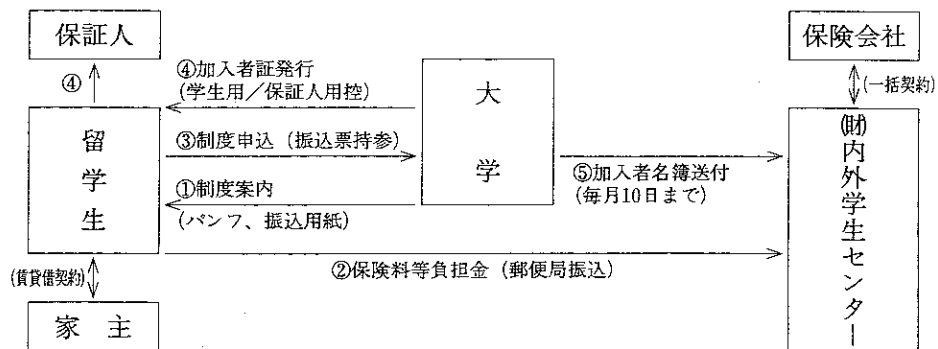 保証人
保険会社
④
④加入者証発行
(学生用／保証人用控)
大学
(一括契約)
留学生
③制度申込（振込票持参）
①制度案内
(パンフ、振込用紙)
⑤加入者名簿送付
(毎月10日まで)
(財)内外学生センター
②保険料等負担金（郵便局振込）
(賃貸借契約)
家主